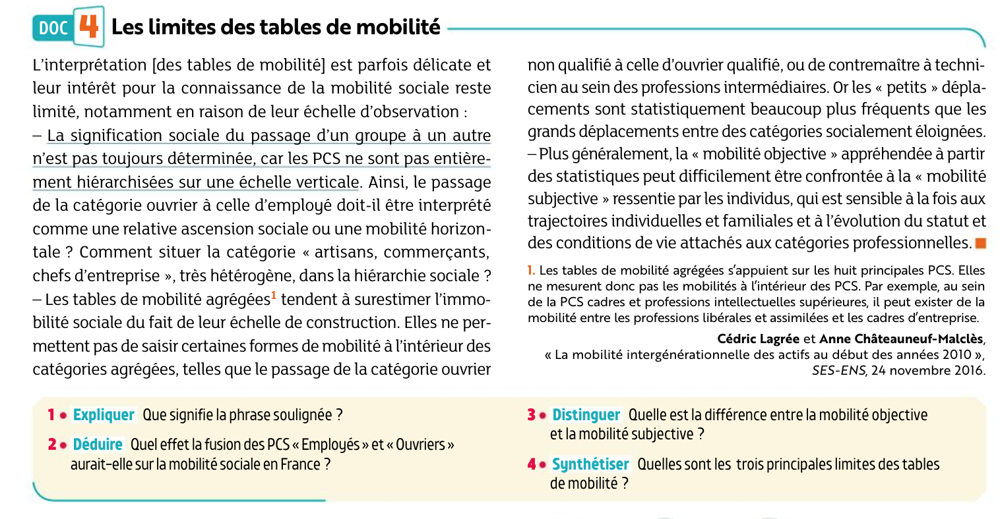 DOC 4 Les limites des tables de mobilité
L'interprétation [des tables de mobilité] est parfois délicate et
leur intérêt pour la connaissance de la mobilité sociale reste
limité, notamment en raison de leur échelle d'observation :
– La signification sociale du passage d'un groupe à un autre
n'est pas toujours déterminée, car les PCS ne sont pas entière-
ment hiérarchisées sur une échelle verticale. Ainsi, le passage
de la catégorie ouvrier à celle d'employé doit-il être interprété
comme une relative ascension sociale ou une mobilité horizon-
tale ? Comment situer la catégorie « artisans, commerçants,
chefs d'entreprise », très hétérogène, dans la hiérarchie sociale ?
– Les tables de mobilité agrégées1 tendent à surestimer l'immo-
bilité sociale du fait de leur échelle de construction. Elles ne per-
mettent pas de saisir certaines formes de mobilité à l'intérieur des
catégories agrégées, telles que le passage de la catégorie ouvrier
non qualifié à celle d'ouvrier qualifié, ou de contremaître à techni-
cien au sein des professions intermédiaires. Or les « petits » dépla-
cements sont statistiquement beaucoup plus fréquents que les
grands déplacements entre des catégories socialement éloignées.
– Plus généralement, la « mobilité objective » appréhendée à partir
des statistiques peut difficilement être confrontée à la « mobilité
subjective » ressentie par les individus, qui est sensible à la fois aux
trajectoires individuelles et familiales et à l'évolution du statut et
des conditions de vie attachés aux catégories professionnelles.
1. Les tables de mobilité agrégées s'appuient sur les huit principales PCS. Elles
ne mesurent donc pas les mobilités à l'intérieur des PCS. Par exemple, au sein
de la PCS cadres et professions intellectuelles supérieures, il peut exister de la
mobilité entre les professions libérales et assimilées et les cadres d'entreprise.
Cédric Lagrée et Anne Châteauneuf-Malclès,
« La mobilité intergénérationnelle des actifs au début des années 2010 »,
SES-ENS, 24 novembre 2016.
1 • Expliquer Que signifie la phrase soulignée ?
2 • Déduire Quel effet la fusion des PCS « Employés » et « Ouvriers »
aurait-elle sur la mobilité sociale en France ?
3 • Distinguer Quelle est la différence entre la mobilité objective
et la mobilité subjective ?
4 • Synthétiser Quelles sont les trois principales limites des tables
de mobilité ?